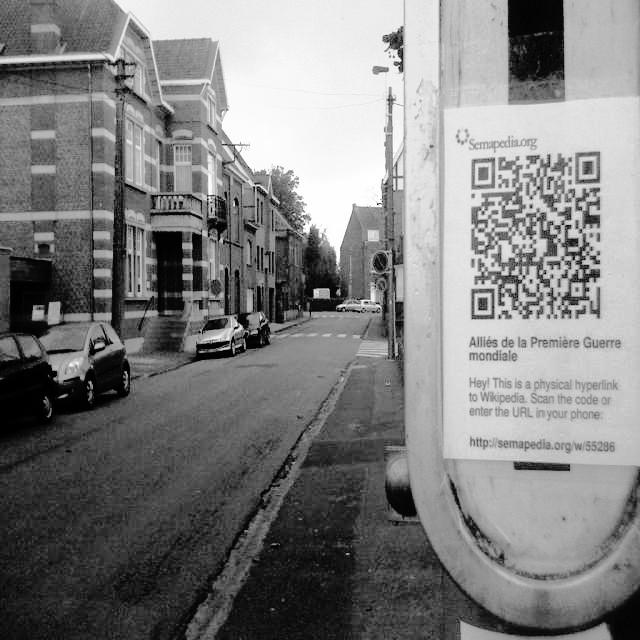 Semapedia.org
Alliés de la Première Guerre
mondiale
Hey! This is a physical hyperlink
to Wikipedia. Scan the code or
enter the URL in your phone:
http://semapedia.org/w/55286